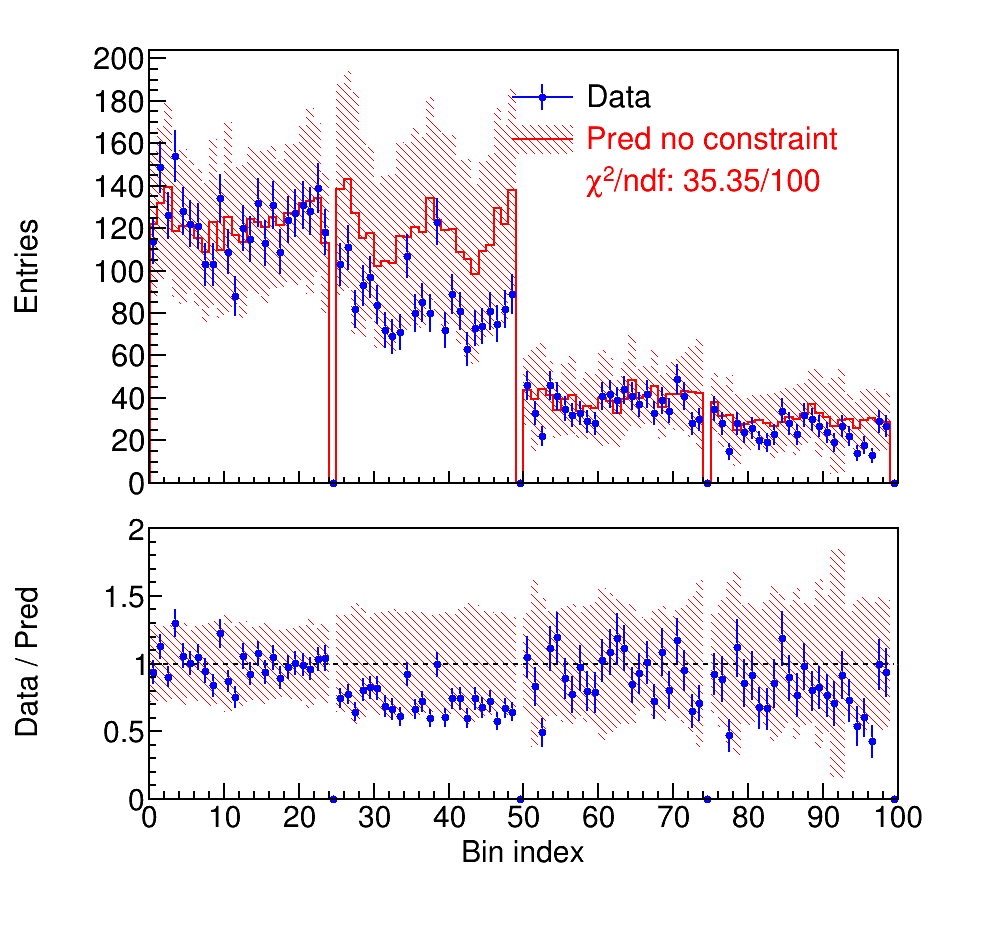 200
180
160
140
120
100
80
60
40
20
0
Entries
Data
Pred no constraint
χ²/ndf: 35.35/100
2
1.5
1
0.5
0
Data / Pred
0 10 20 30 40 50 60 70 80 90 100
Bin index